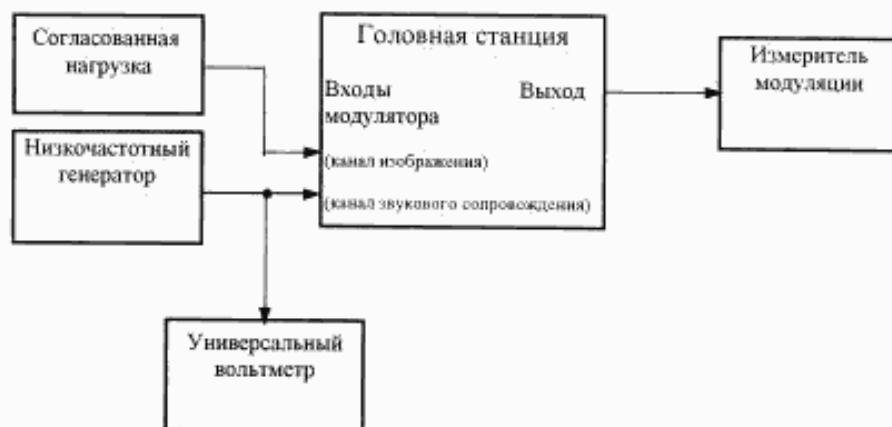 Согласованная
нагрузка
Низкочастотный
генератор
Головная станция
Входы
модулятора
Выход
(канал изображения)
(канал звукового сопровождения)
Измеритель
модуляции
Универсальный
вольтметр